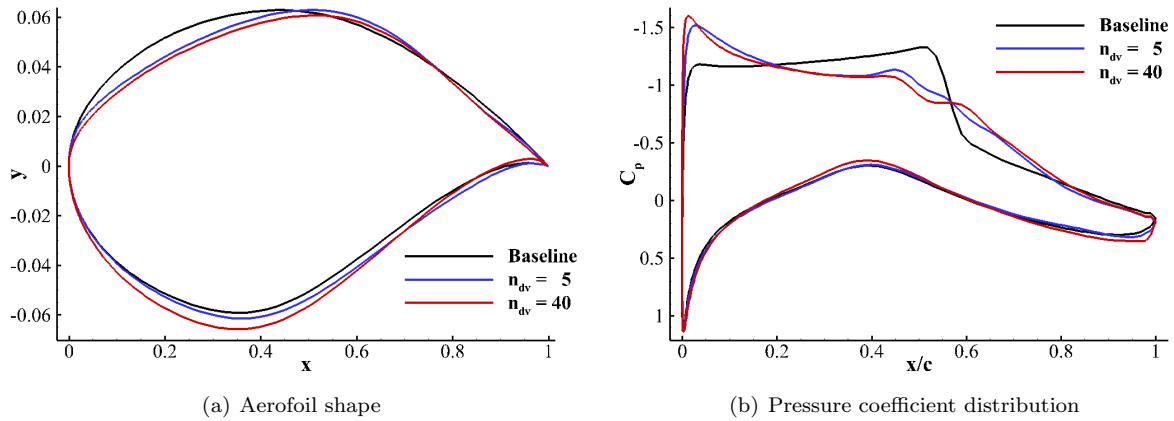 0.06
0.04
0.02
0
-0.02
-0.04
-0.06
y
0
0.2
0.4
0.6
0.8
1
x
Baseline
n_dv = 5
n_dv = 40
(a) Aerofoil shape
-1.5
-1
-0.5
0
0.5
1
C_p
0
0.2
0.4
0.6
0.8
1
x/c
Baseline
n_dv = 5
n_dv = 40
(b) Pressure coefficient distribution